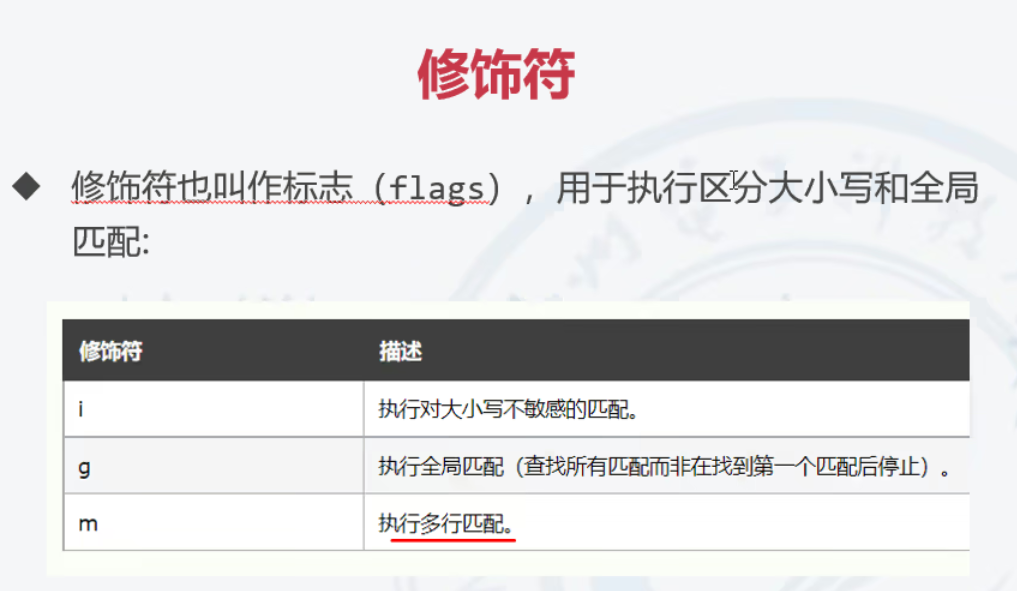 修饰符
修饰符也叫作标志（flags），用于执行区分大小写和全局
匹配:
修饰符 描述
i 执行对大小写不敏感的匹配。
g 执行全局匹配（查找所有匹配而非在找到第一个匹配后停止）。
m 执行多行匹配。